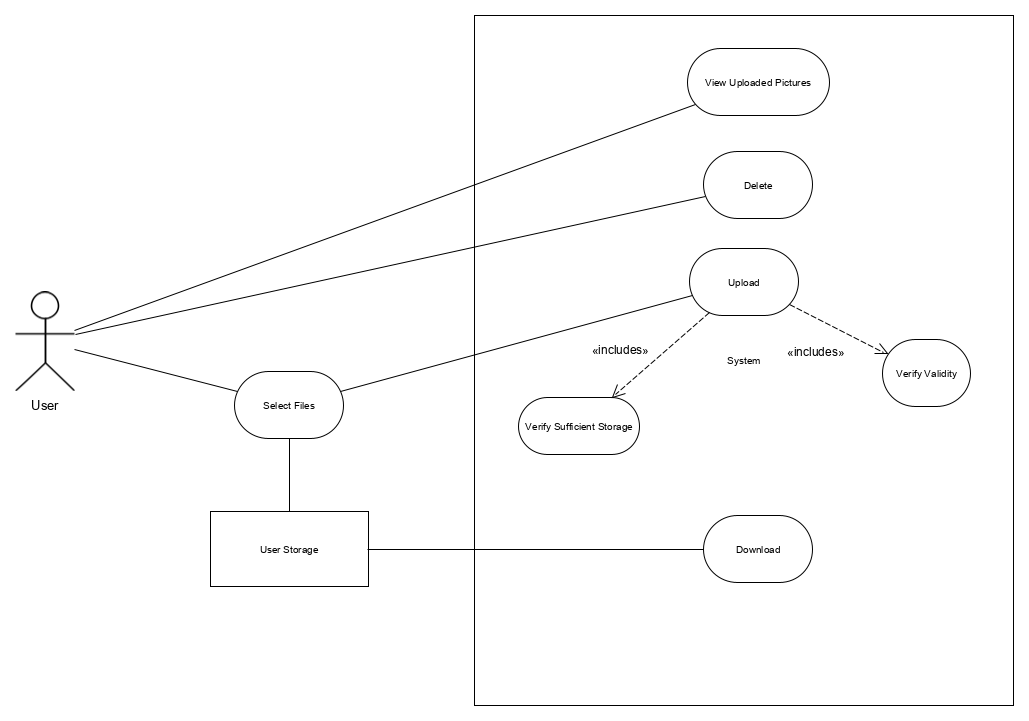 View Uploaded Pictures
Delete
Upload
«includes»
System
«includes»
Verify Validity
User
Select Files
Verify Sufficient Storage
User Storage
Download